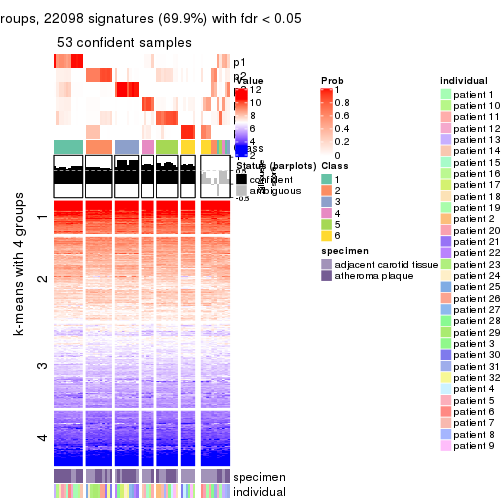 roups, 22098 signatures (69.9%) with fdr < 0.05
53 confident samples
p1
p2
Value
12
10
8
6
4
2
Prob
1
0.8
0.6
0.4
0.2
0
Status (barplots)
confident
ambiguous
-0.5
Class
1
2
3
4
5
6
specimen
adjacent carotid tissue
atheroma plaque
individual
patient 1
patient 10
patient 11
patient 12
patient 13
patient 14
patient 15
patient 16
patient 17
patient 18
patient 19
patient 2
patient 20
patient 21
patient 22
patient 23
patient 24
patient 25
patient 26
patient 27
patient 28
patient 29
patient 3
patient 30
patient 31
patient 32
patient 4
patient 5
patient 6
patient 7
patient 8
patient 9
k-means with 4 groups
1
2
3
4
specimen
individual